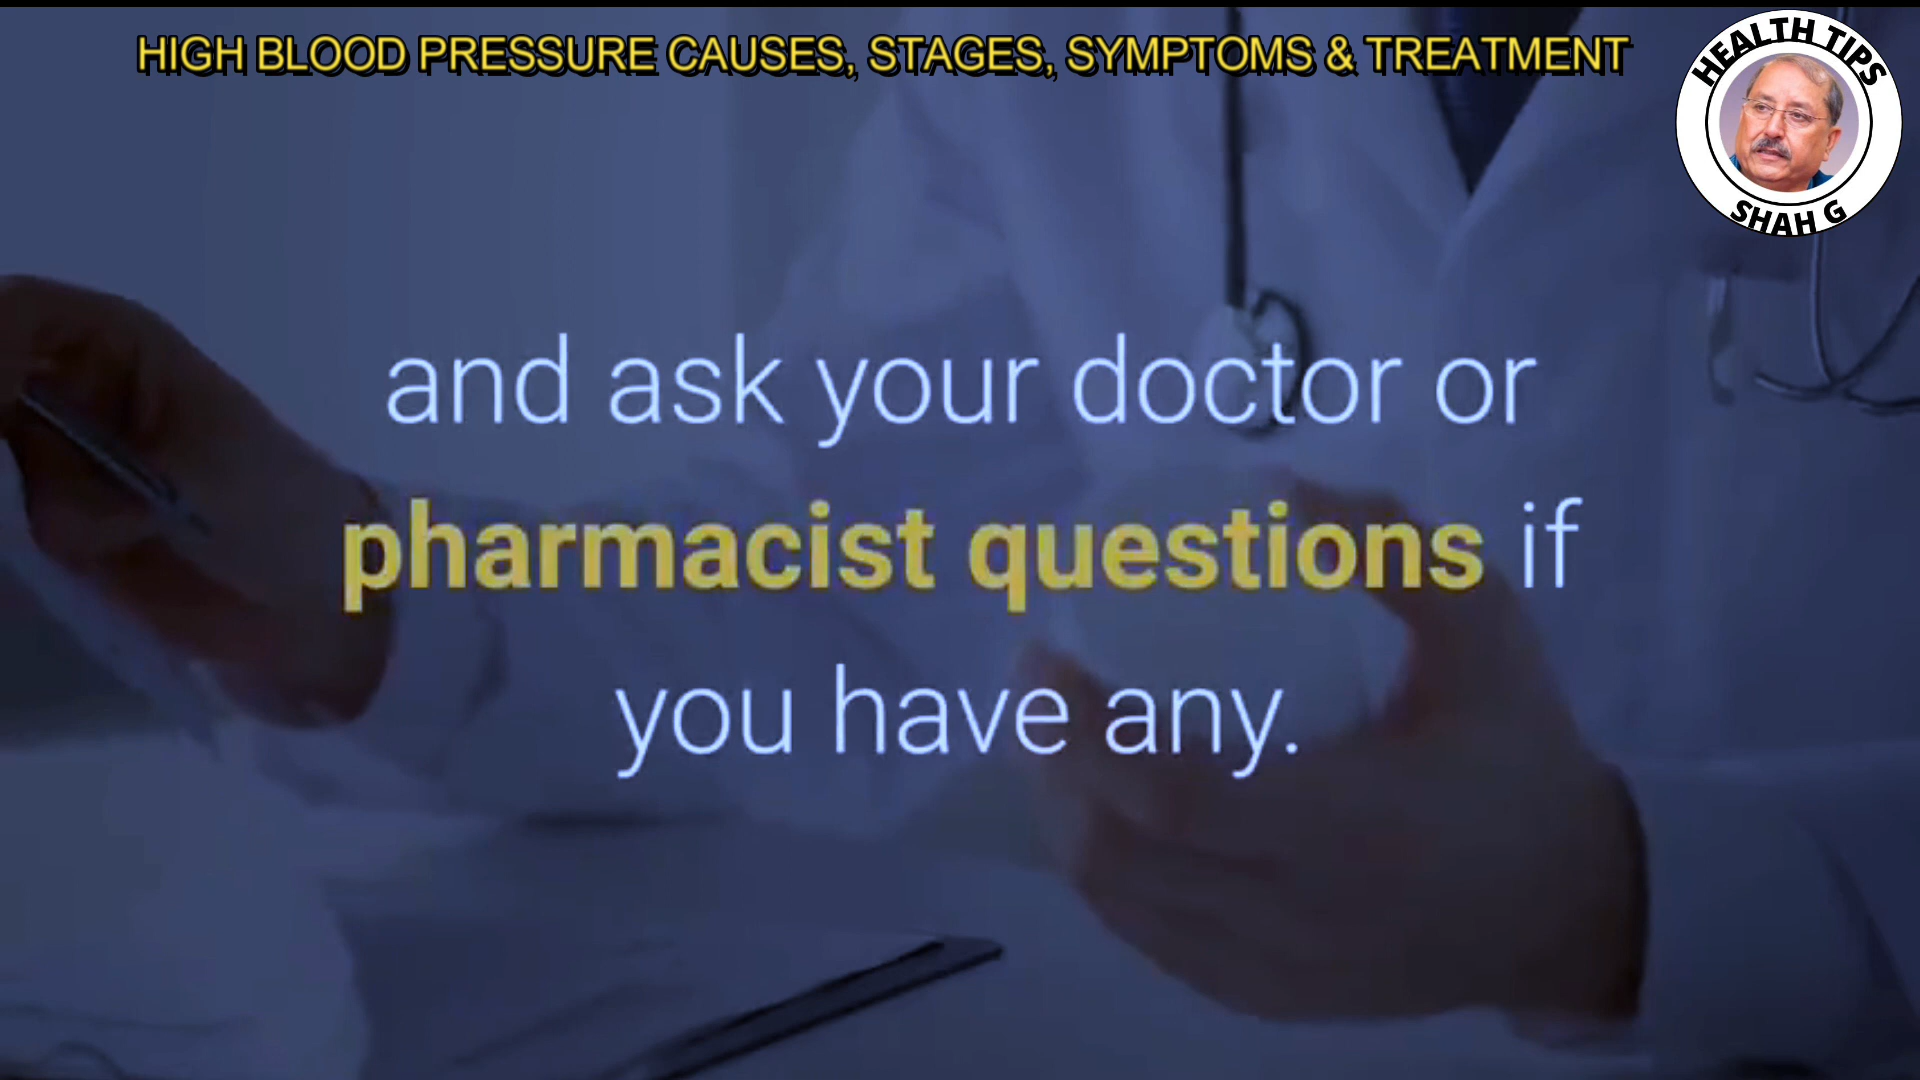 HIGH BLOOD PRESSURE CAUSES, STAGES, SYMPTOMS & TREATMENT
HEALTH TIPS
SHAH G
and ask your doctor or
pharmacist questions if
you have any.